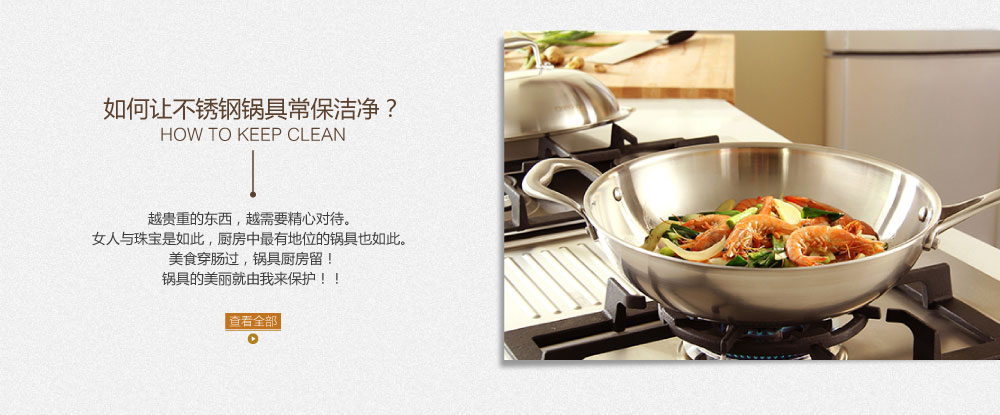 如何让不锈钢锅具常保洁净？
HOW TO KEEP CLEAN
越贵重的东西，越需要精心对待。
女人与珠宝是如此，厨房中最有地位的锅具也如此。
美食穿肠过，锅具厨房留！
锅具的美丽就由我来保护！！
查看全部